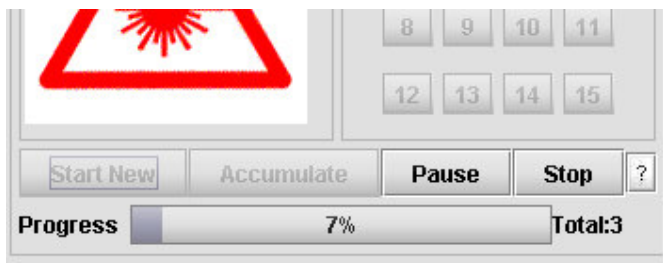 8 9 10 11
12 13 14 15
Start New Accumulate Pause Stop ?
Progress 7% Total:3